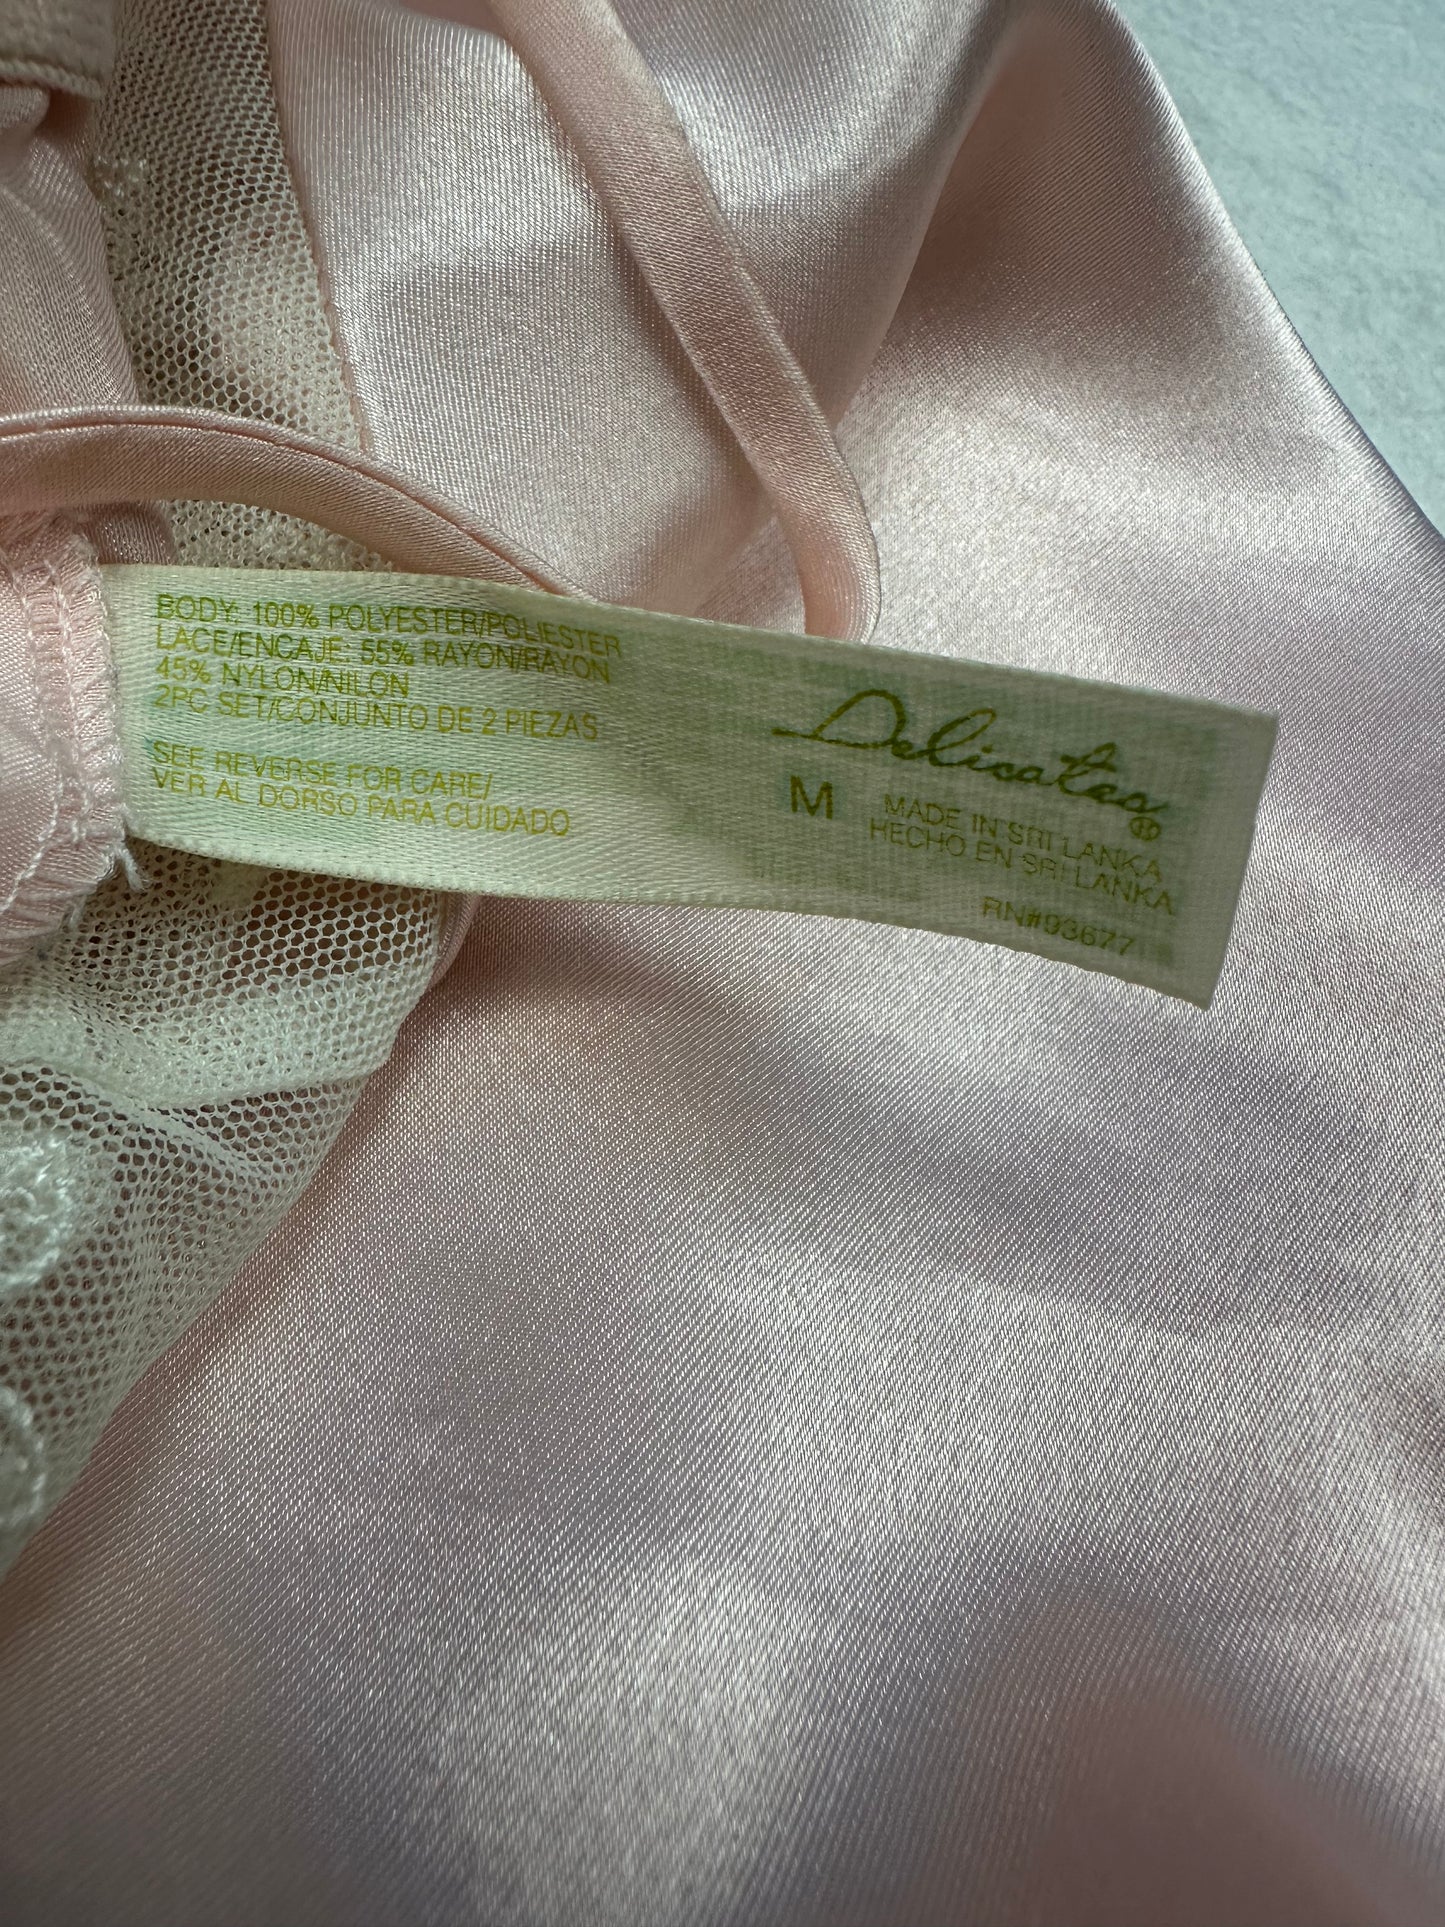 BODY: 100% POLYESTER/POLIESTER
LACE/ENCAJE: 55% RAYON/RAYON
45% NYLON/NILON
2PC SET/CONJUNTO DE 2 PIEZAS
SEE REVERSE FOR CARE/
VER AL DORSO PARA CUIDADO
Delicates®
M
MADE IN SRI LANKA
HECHO EN SRI LANKA
RN#93677